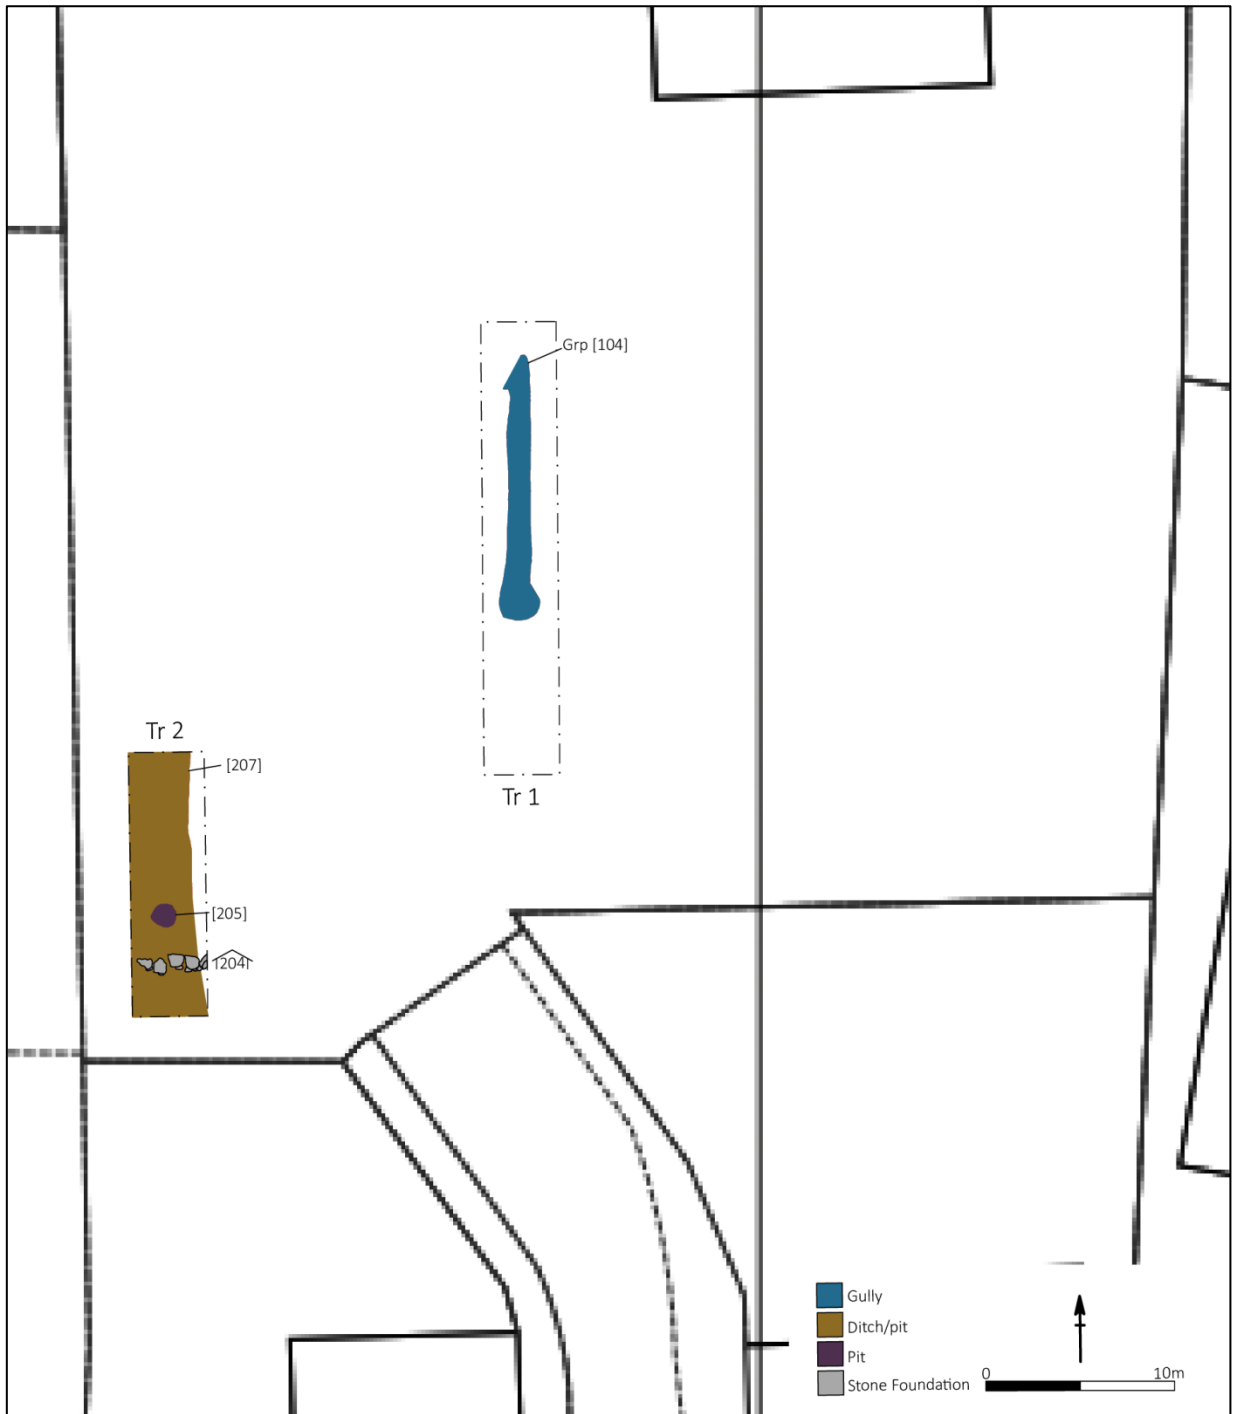 Grp [104]
Tr 2
[207]
Tr 1
[205]
[204]
Gully
Ditch/pit
Pit
Stone Foundation
0 10m